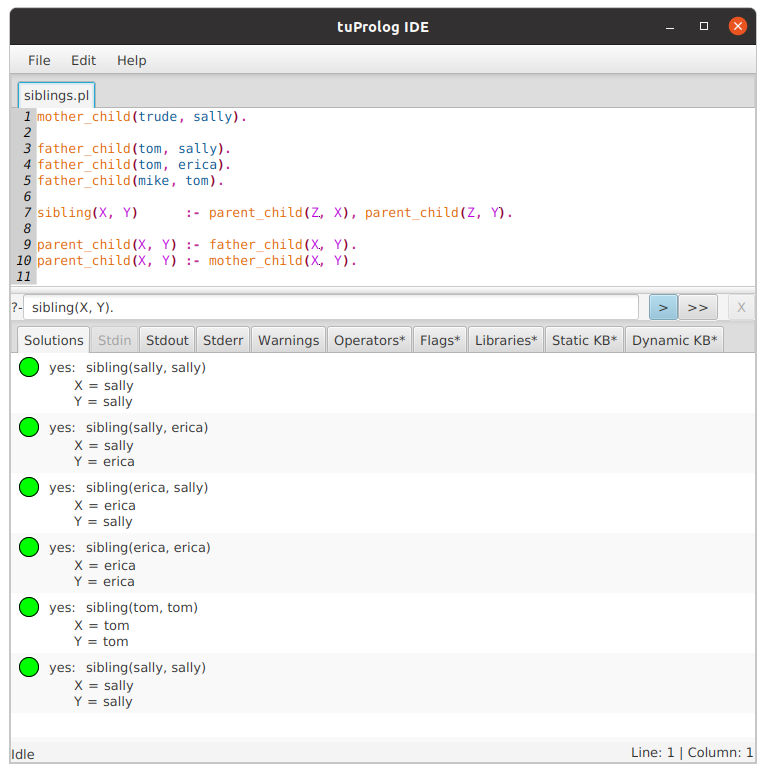 tuProlog IDE
File Edit Help
siblings.pl
1 mother_child(trude, sally).
2
3 father_child(tom, sally).
4 father_child(tom, erica).
5 father_child(mike, tom).
6
7 sibling(X, Y)      :- parent_child(Z, X), parent_child(Z, Y).
8
9 parent_child(X, Y) :- father_child(X, Y).
10 parent_child(X, Y) :- mother_child(X, Y).
11
?- sibling(X, Y). > >> X
Solutions Stdin Stdout Stderr Warnings Operators* Flags* Libraries* Static KB* Dynamic KB*
yes: sibling(sally, sally)
X = sally
Y = sally
yes: sibling(sally, erica)
X = sally
Y = erica
yes: sibling(erica, sally)
X = erica
Y = sally
yes: sibling(erica, erica)
X = erica
Y = erica
yes: sibling(tom, tom)
X = tom
Y = tom
yes: sibling(sally, sally)
X = sally
Y = sally
Idle Line: 1 | Column: 1